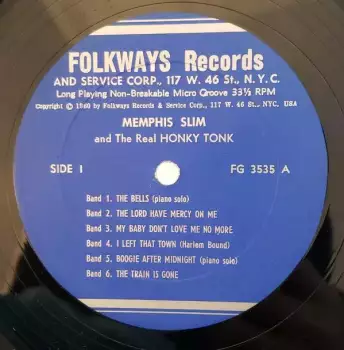 FOLKWAYS Records
AND SERVICE CORP., 117 W. 46 St., N.Y.C.
Long Playing Non-Breakable Micro Groove 33⅓ RPM
Copyright © 1960 by Folkways Records & Service Corp., 117 W. 46 St., NYC. USA
MEMPHIS SLIM
and The Real HONKY TONK
SIDE 1 FG 3535 A
Band 1. THE BELLS (piano solo)
Band 2. THE LORD HAVE MERCY ON ME
Band 3. MY BABY DON'T LOVE ME NO MORE
Band 4. I LEFT THAT TOWN (Harlem Bound)
Band 5. BOOGIE AFTER MIDNIGHT (piano solo)
Band 6. THE TRAIN IS GONE